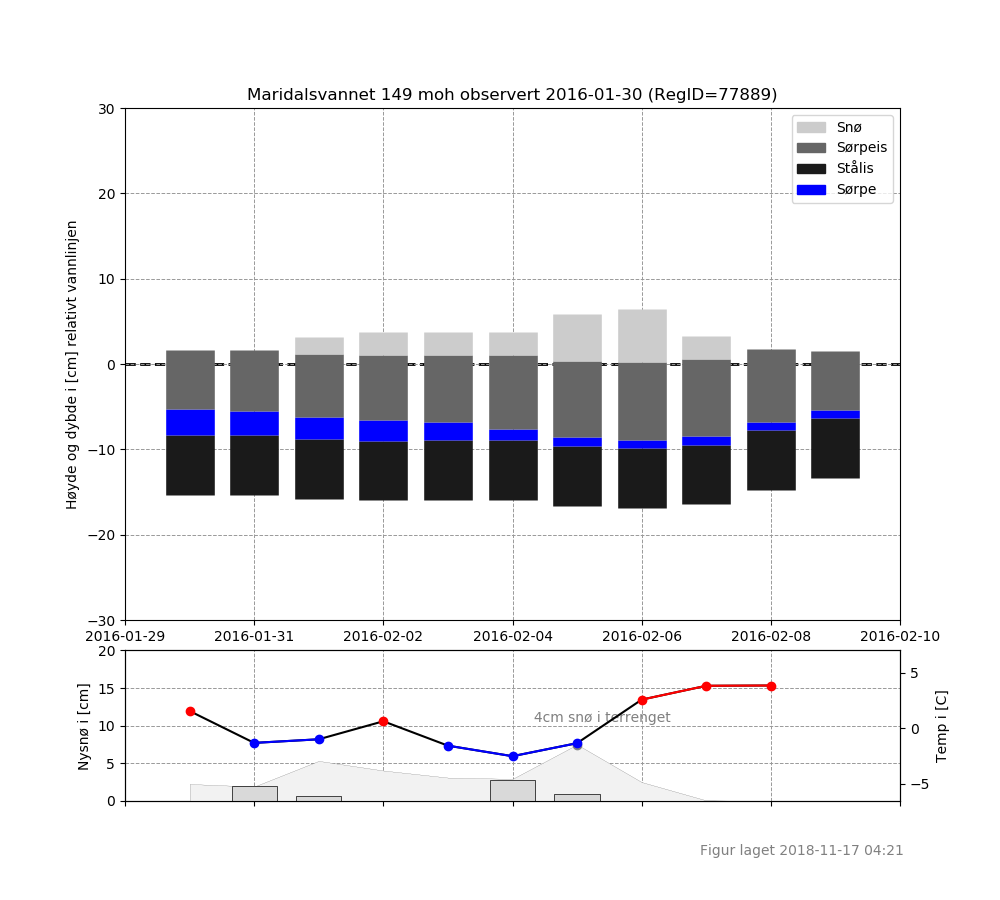 Maridalsvannet 149 moh observert 2016-01-30 (RegID=77889)
30
20
10
0
−10
−20
−30
Høyde og dybde i [cm] relativt vannlinjen
Snø
Sørpeis
Stålis
Sørpe
2016-01-29 2016-01-31 2016-02-02 2016-02-04 2016-02-06 2016-02-08 2016-02-10
20
15
10
5
0
Nysnø i [cm]
4cm snø i terrenget
5
0
−5
Temp i [C]
Figur laget 2018-11-17 04:21